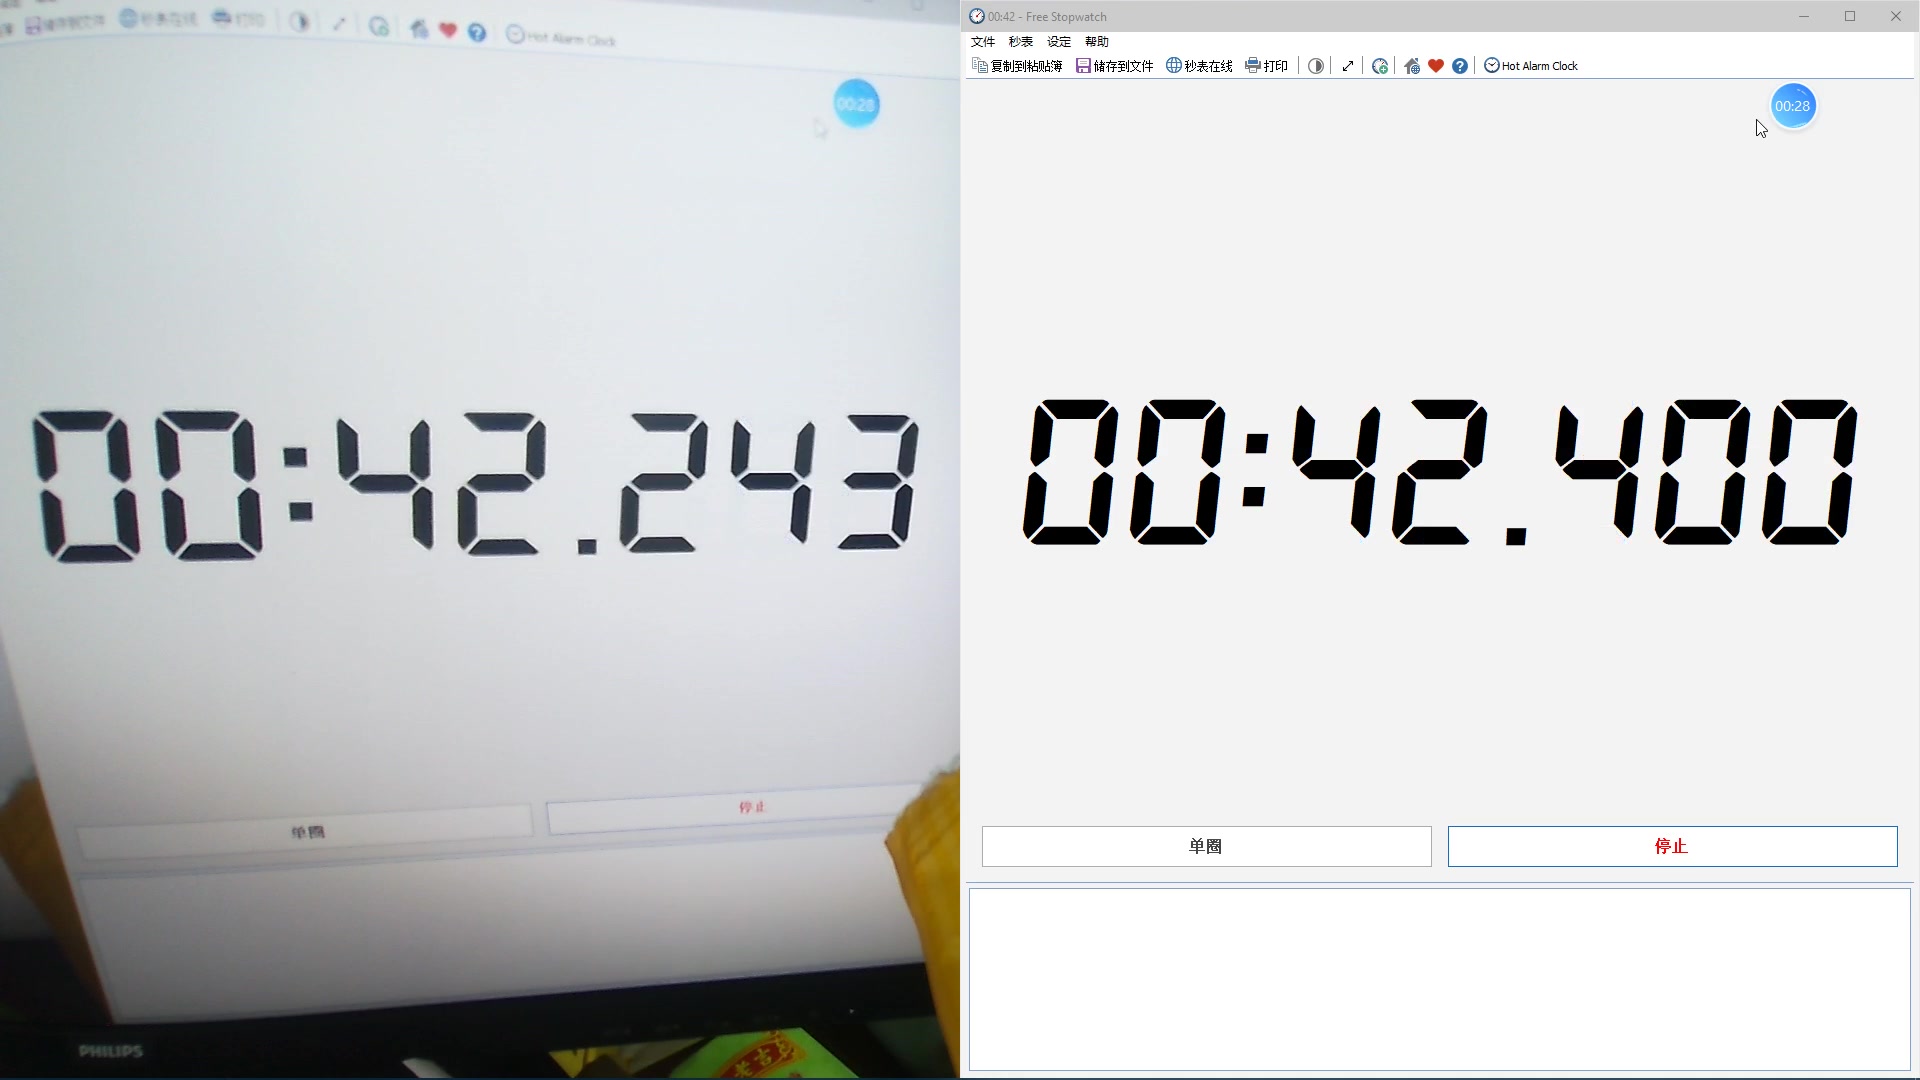 储存到文件 秒表在线 打印 Hot Alarm Clock
00:28
00:42.243
单圈 停止
PHILIPS
00:42 - Free Stopwatch
文件 秒表 设定 帮助
复制到粘贴簿 储存到文件 秒表在线 打印 Hot Alarm Clock
00:28
00:42.400
单圈 停止